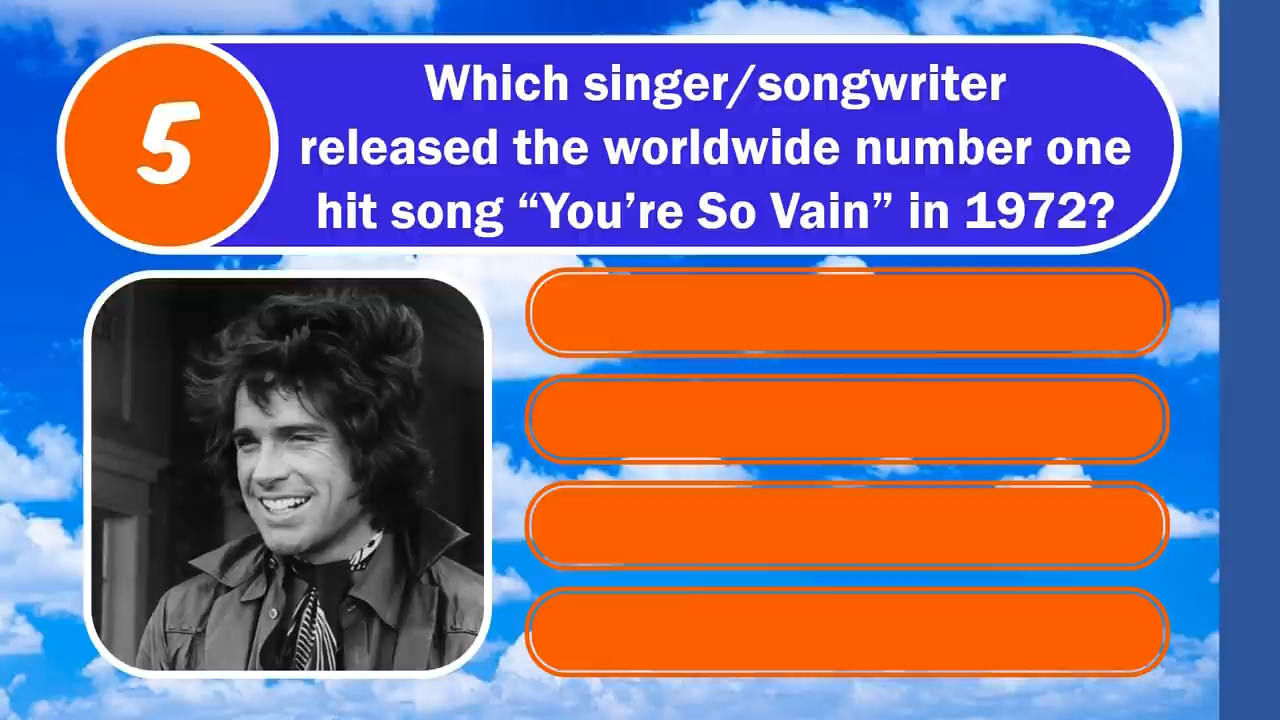 5
Which singer/songwriter
released the worldwide number one
hit song “You’re So Vain” in 1972?